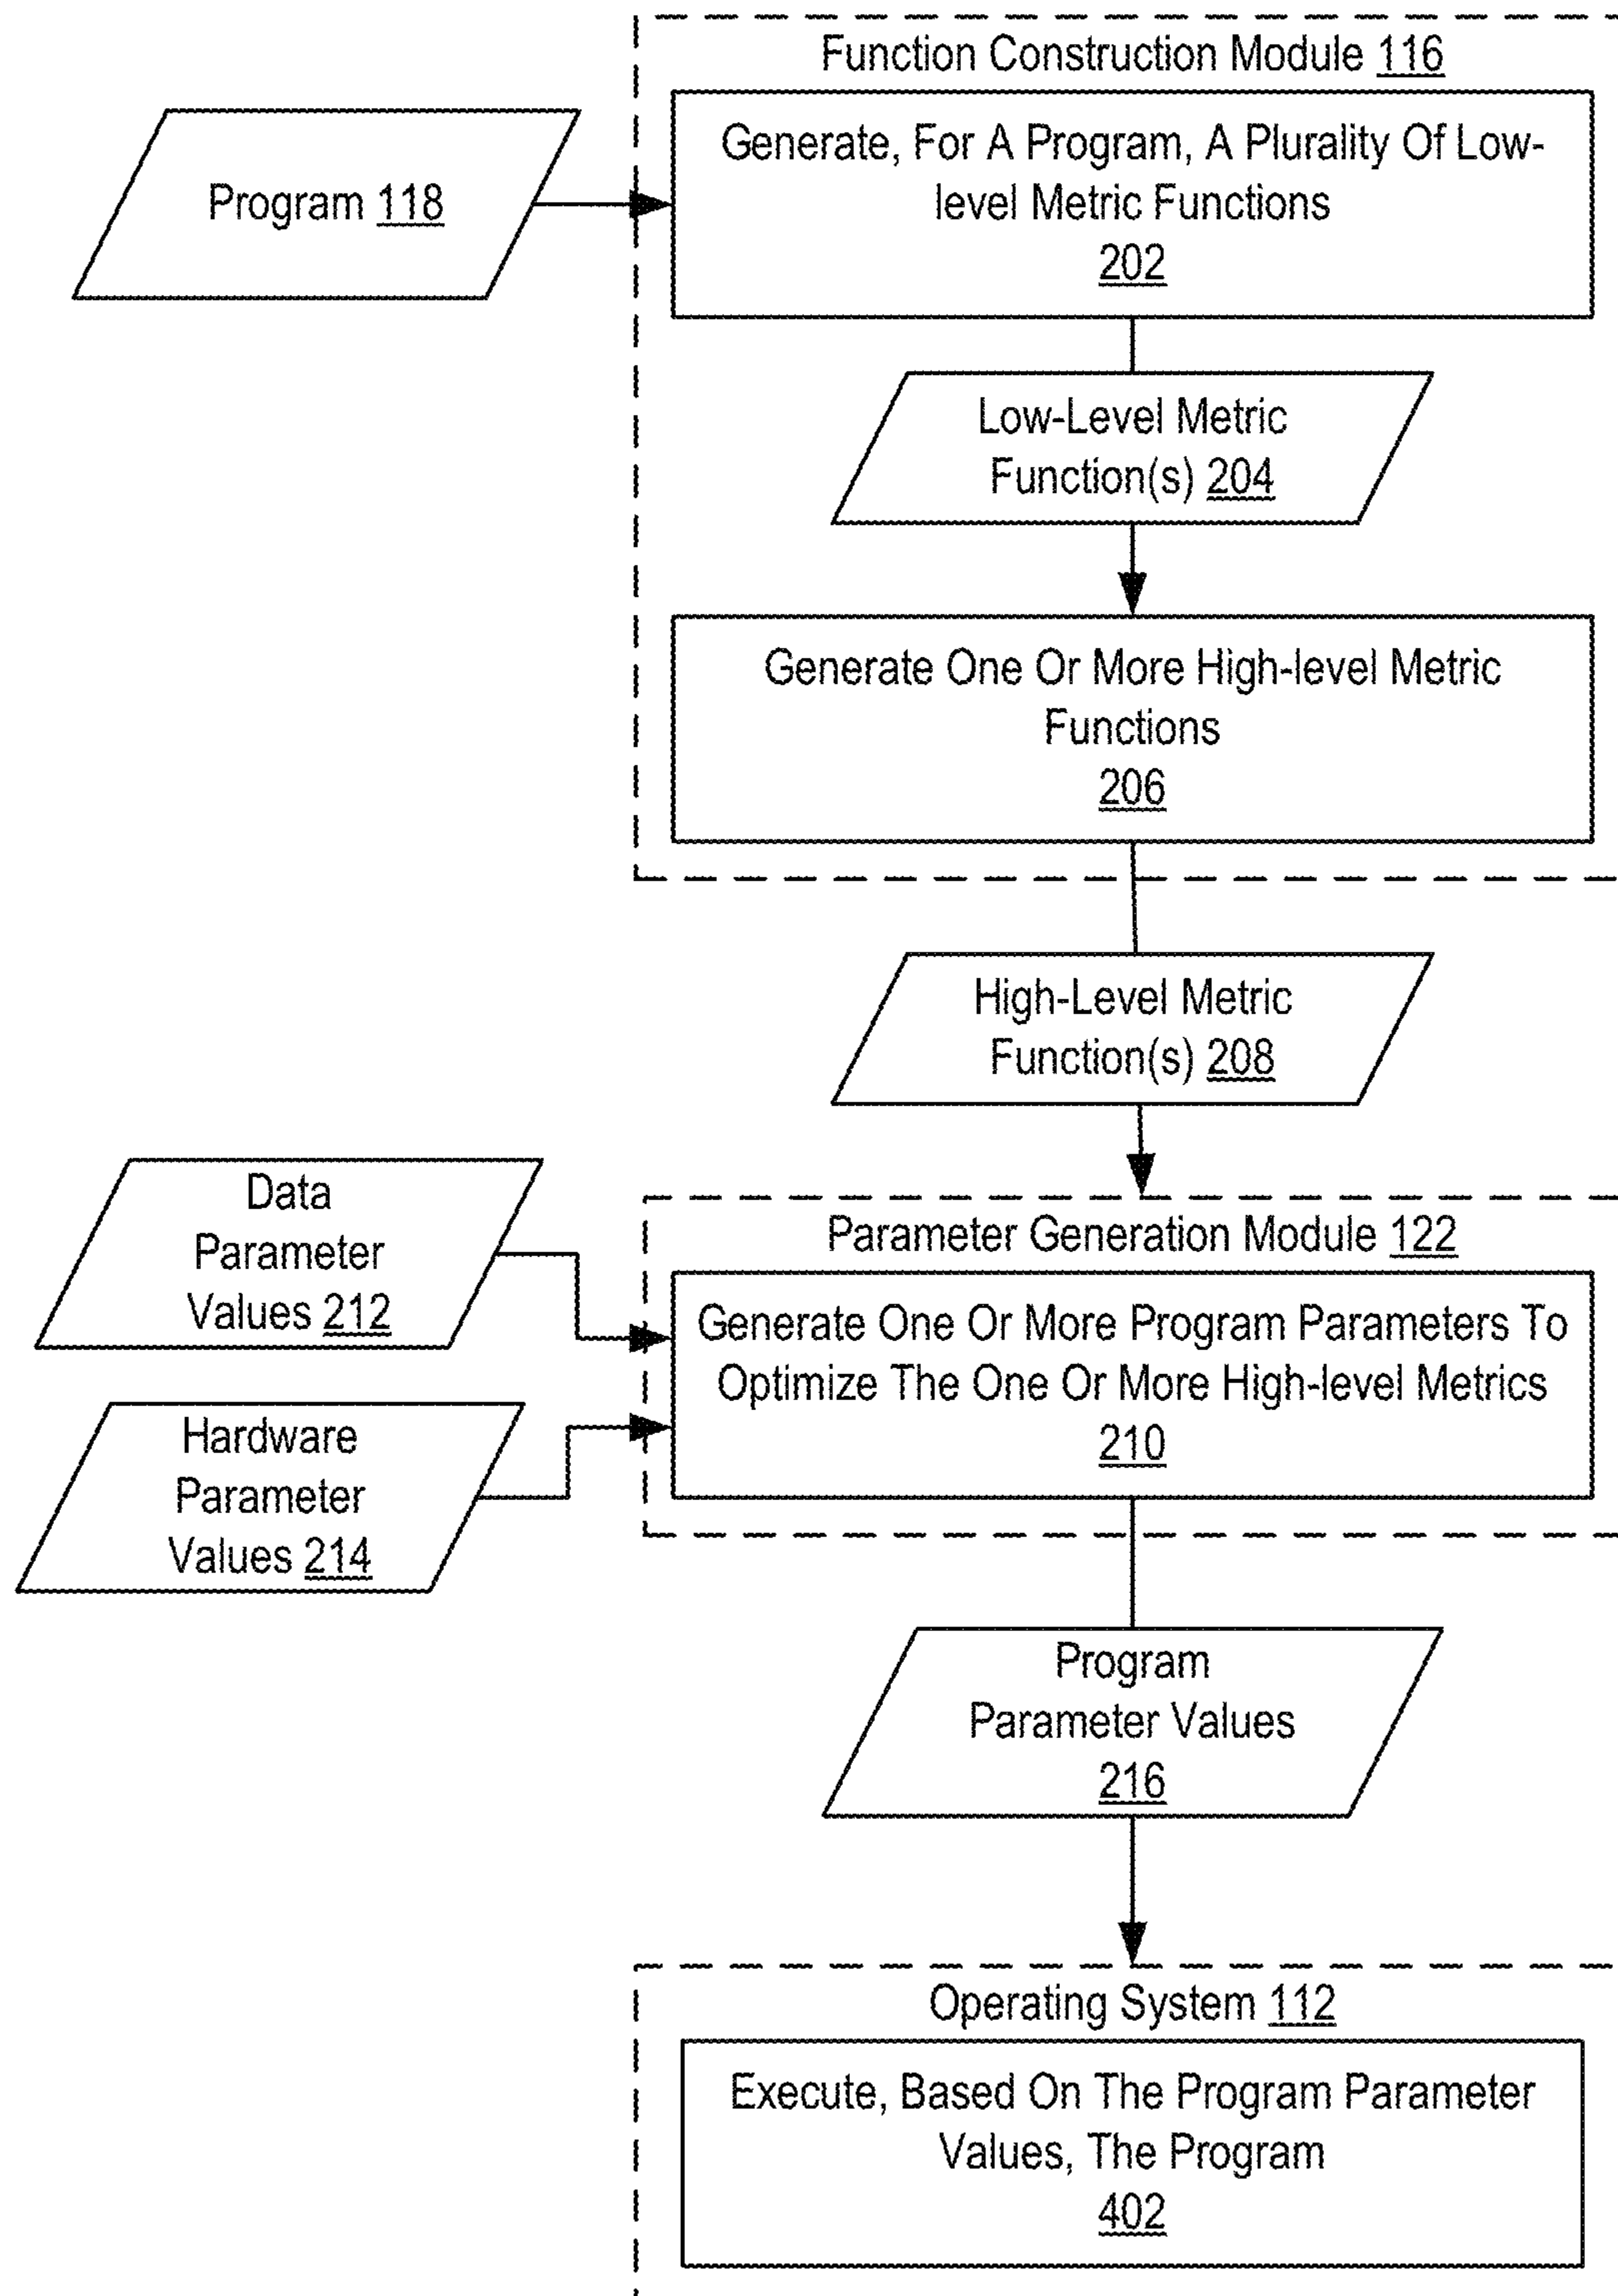 Function Construction Module 116
Program 118
Generate, For A Program, A Plurality Of Low-
level Metric Functions
202
Low-Level Metric
Function(s) 204
Generate One Or More High-level Metric
Functions
206
High-Level Metric
Function(s) 208
Data
Parameter
Values 212
Hardware
Parameter
Values 214
Parameter Generation Module 122
Generate One Or More Program Parameters To
Optimize The One Or More High-level Metrics
210
Program
Parameter Values
216
Operating System 112
Execute, Based On The Program Parameter
Values, The Program
402